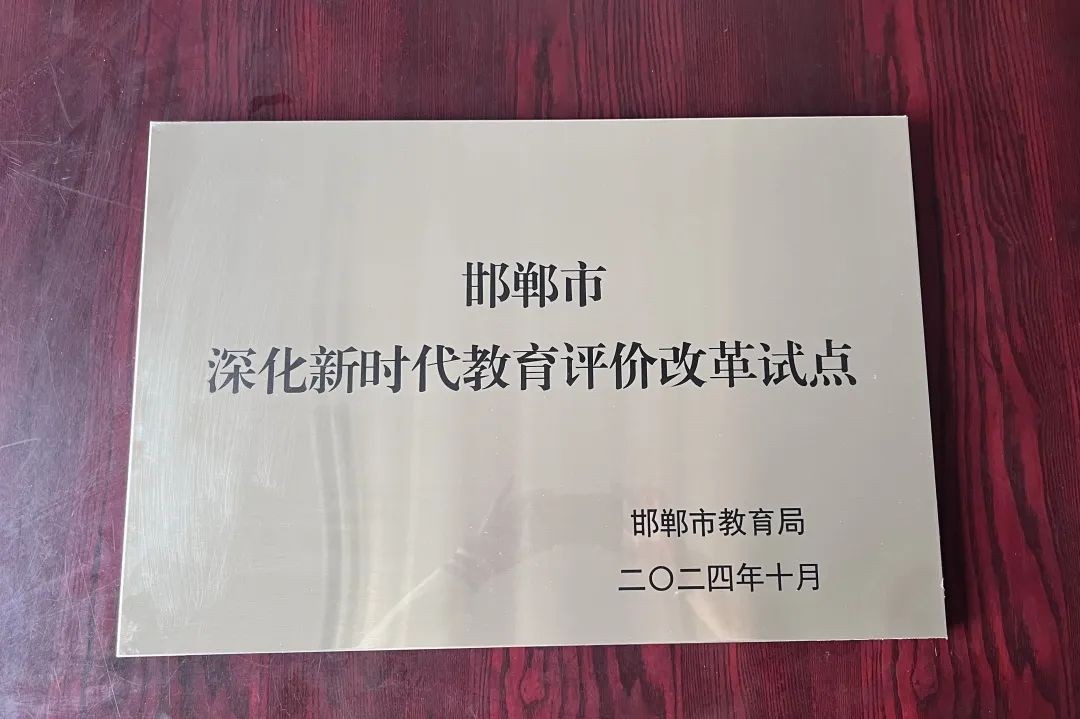 邯郸市
深化新时代教育评价改革试点
邯郸市教育局
二〇二四年十月